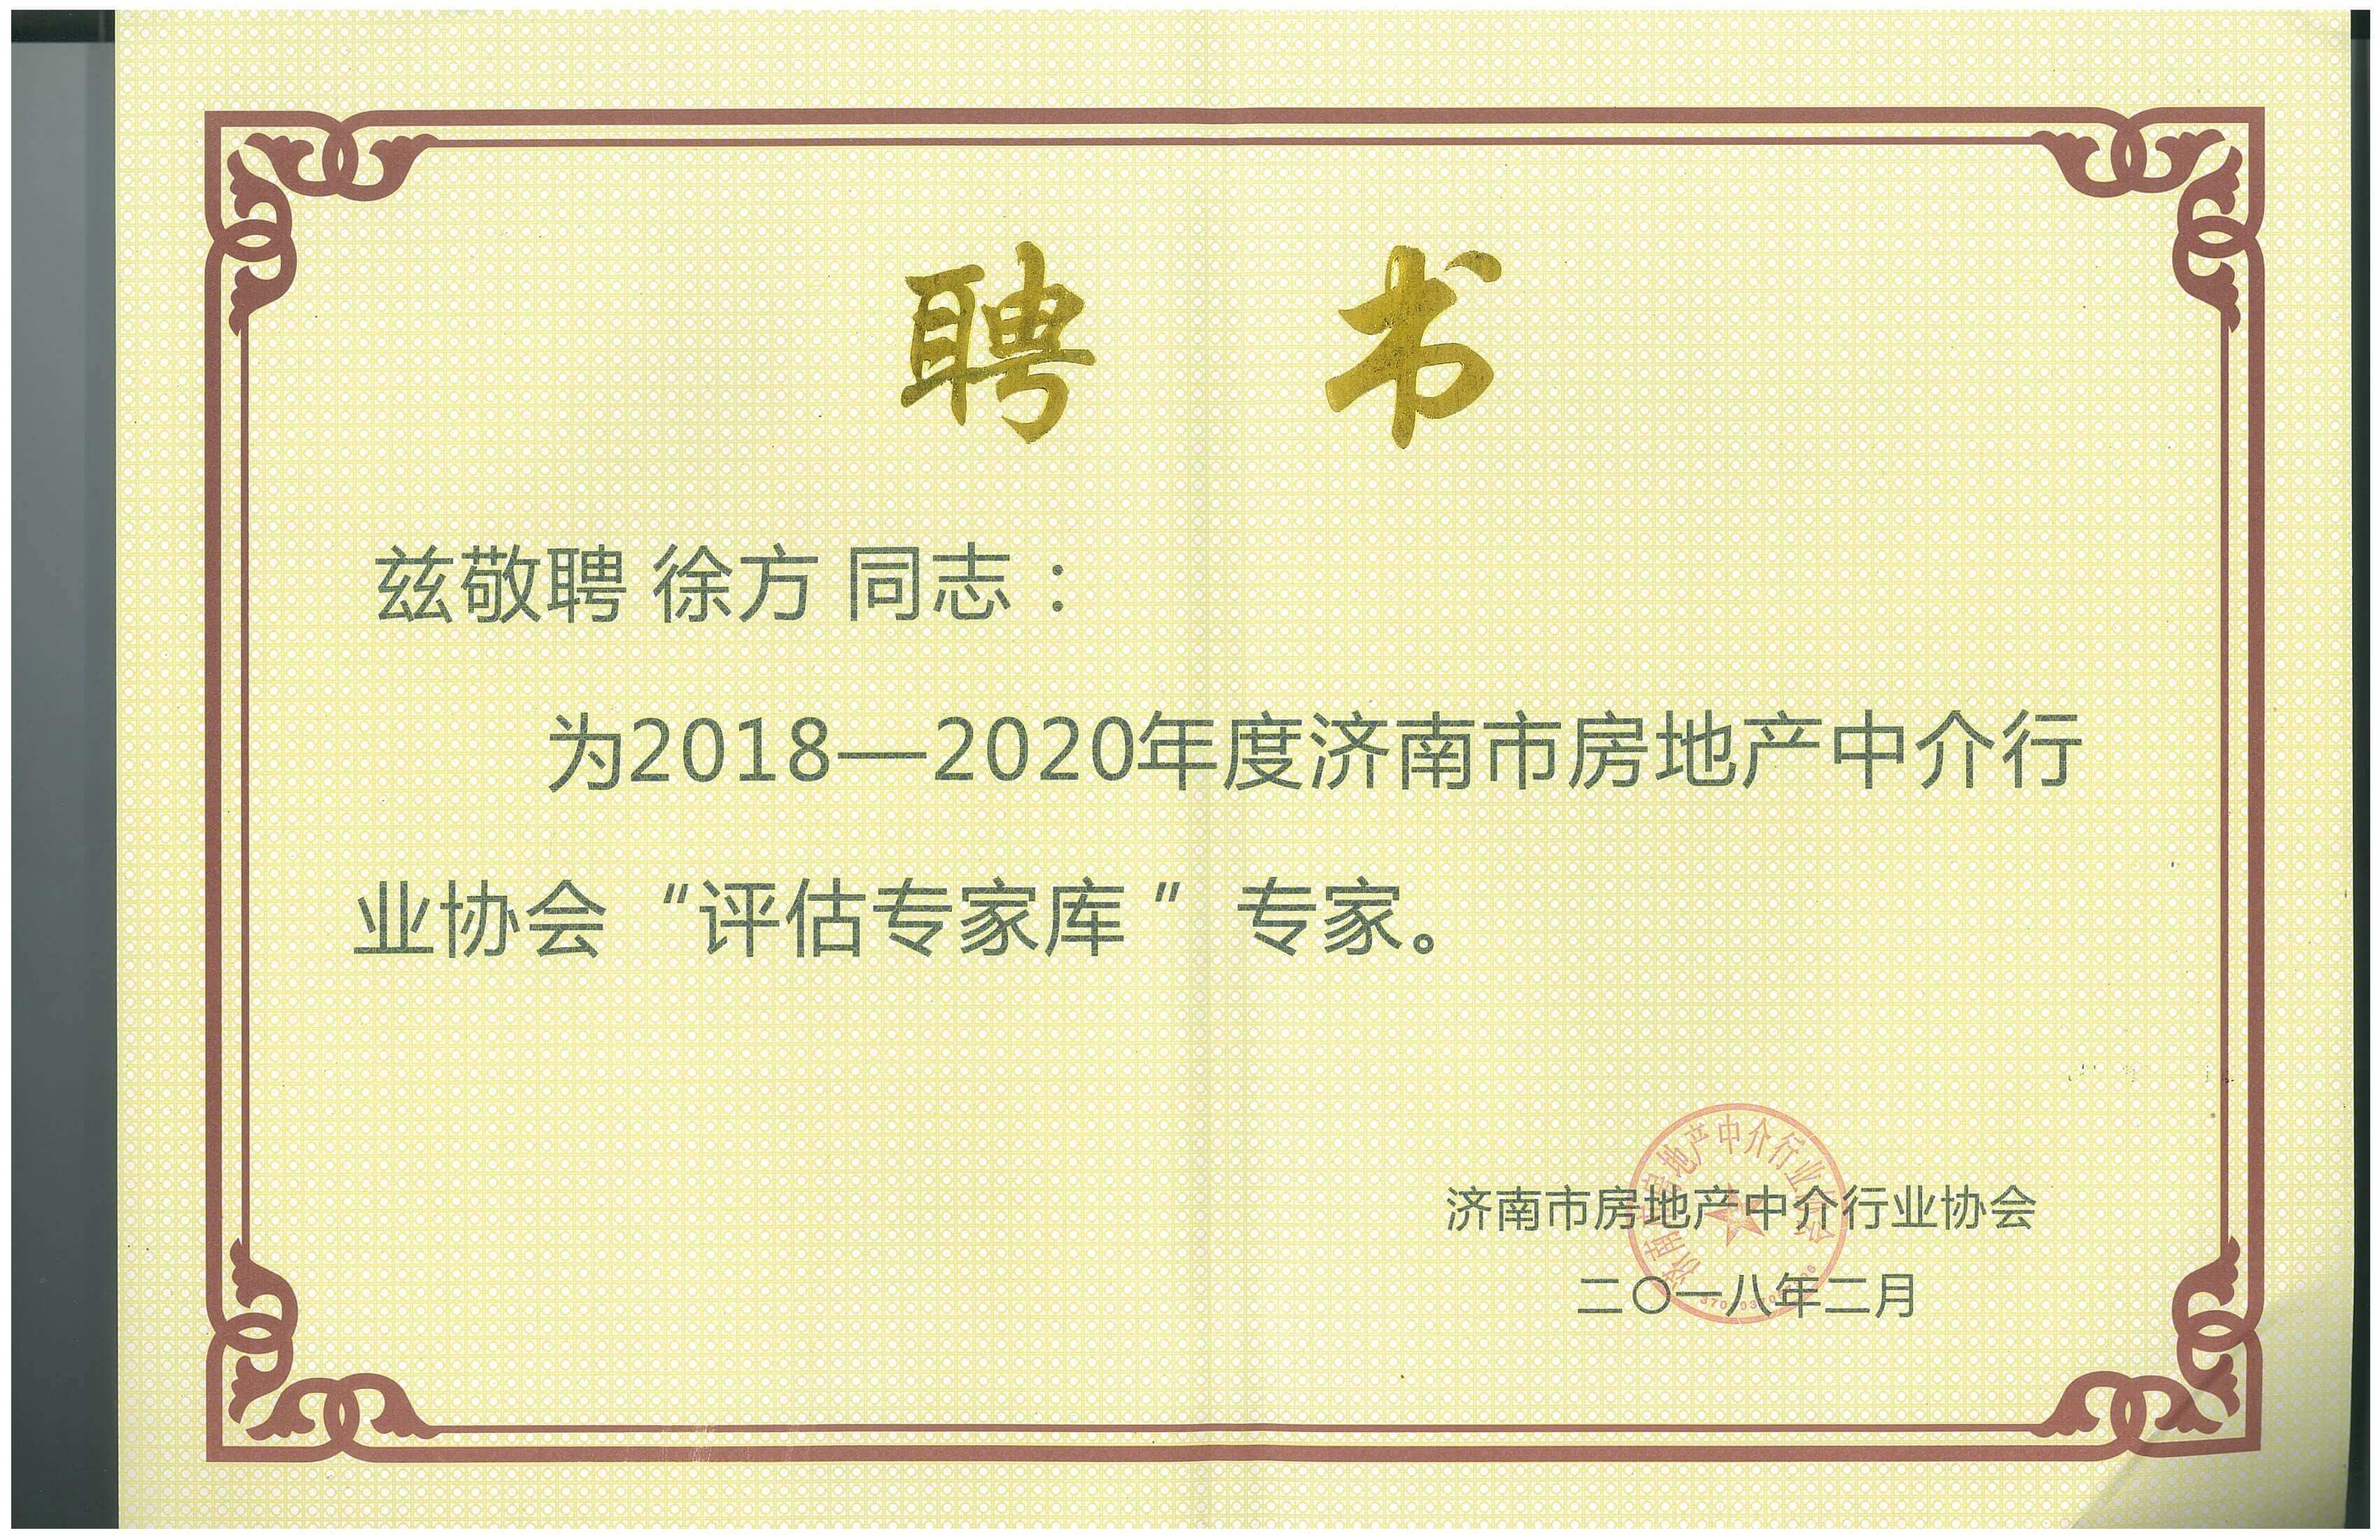 聘 书
兹敬聘 徐方 同志：
为2018—2020年度济南市房地产中介行
业协会“评估专家库”专家。
济南市房地产中介行业协会
二〇一八年二月
济南市房地产中介行业协会